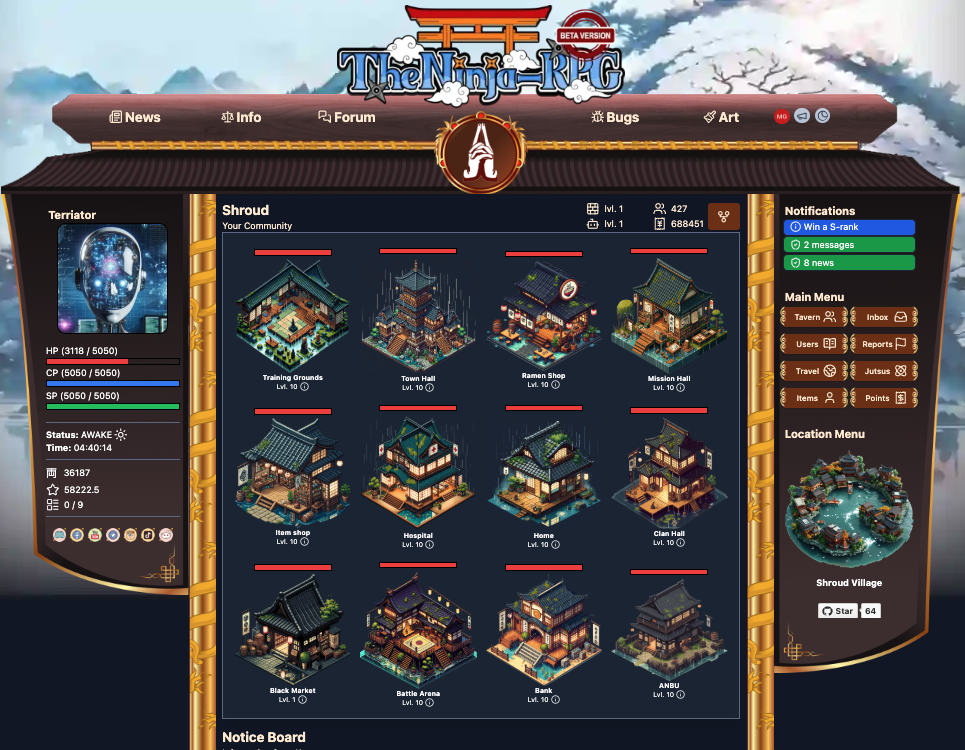 BETA VERSION
TheNinja-RPG
News
Info
Forum
Bugs
Art
MG
Terriator
HP (3118 / 5050)
CP (5050 / 5050)
SP (5050 / 5050)
Status: AWAKE
Time: 04:40:14
36187
58222.5
0 / 9
Shroud
Your Community
lvl. 1
427
lvl. 1
688451
Training Grounds
Lvl. 10
Town Hall
Lvl. 10
Ramen Shop
Lvl. 10
Mission Hall
Lvl. 10
Item shop
Lvl. 10
Hospital
Lvl. 10
Home
Lvl. 10
Clan Hall
Lvl. 10
Black Market
Lvl. 1
Battle Arena
Lvl. 10
Bank
Lvl. 10
ANBU
Lvl. 10
Notice Board
Notifications
Win a S-rank
2 messages
8 news
Main Menu
Tavern
Inbox
Users
Reports
Travel
Jutsus
Items
Points
Location Menu
Shroud Village
Star
64